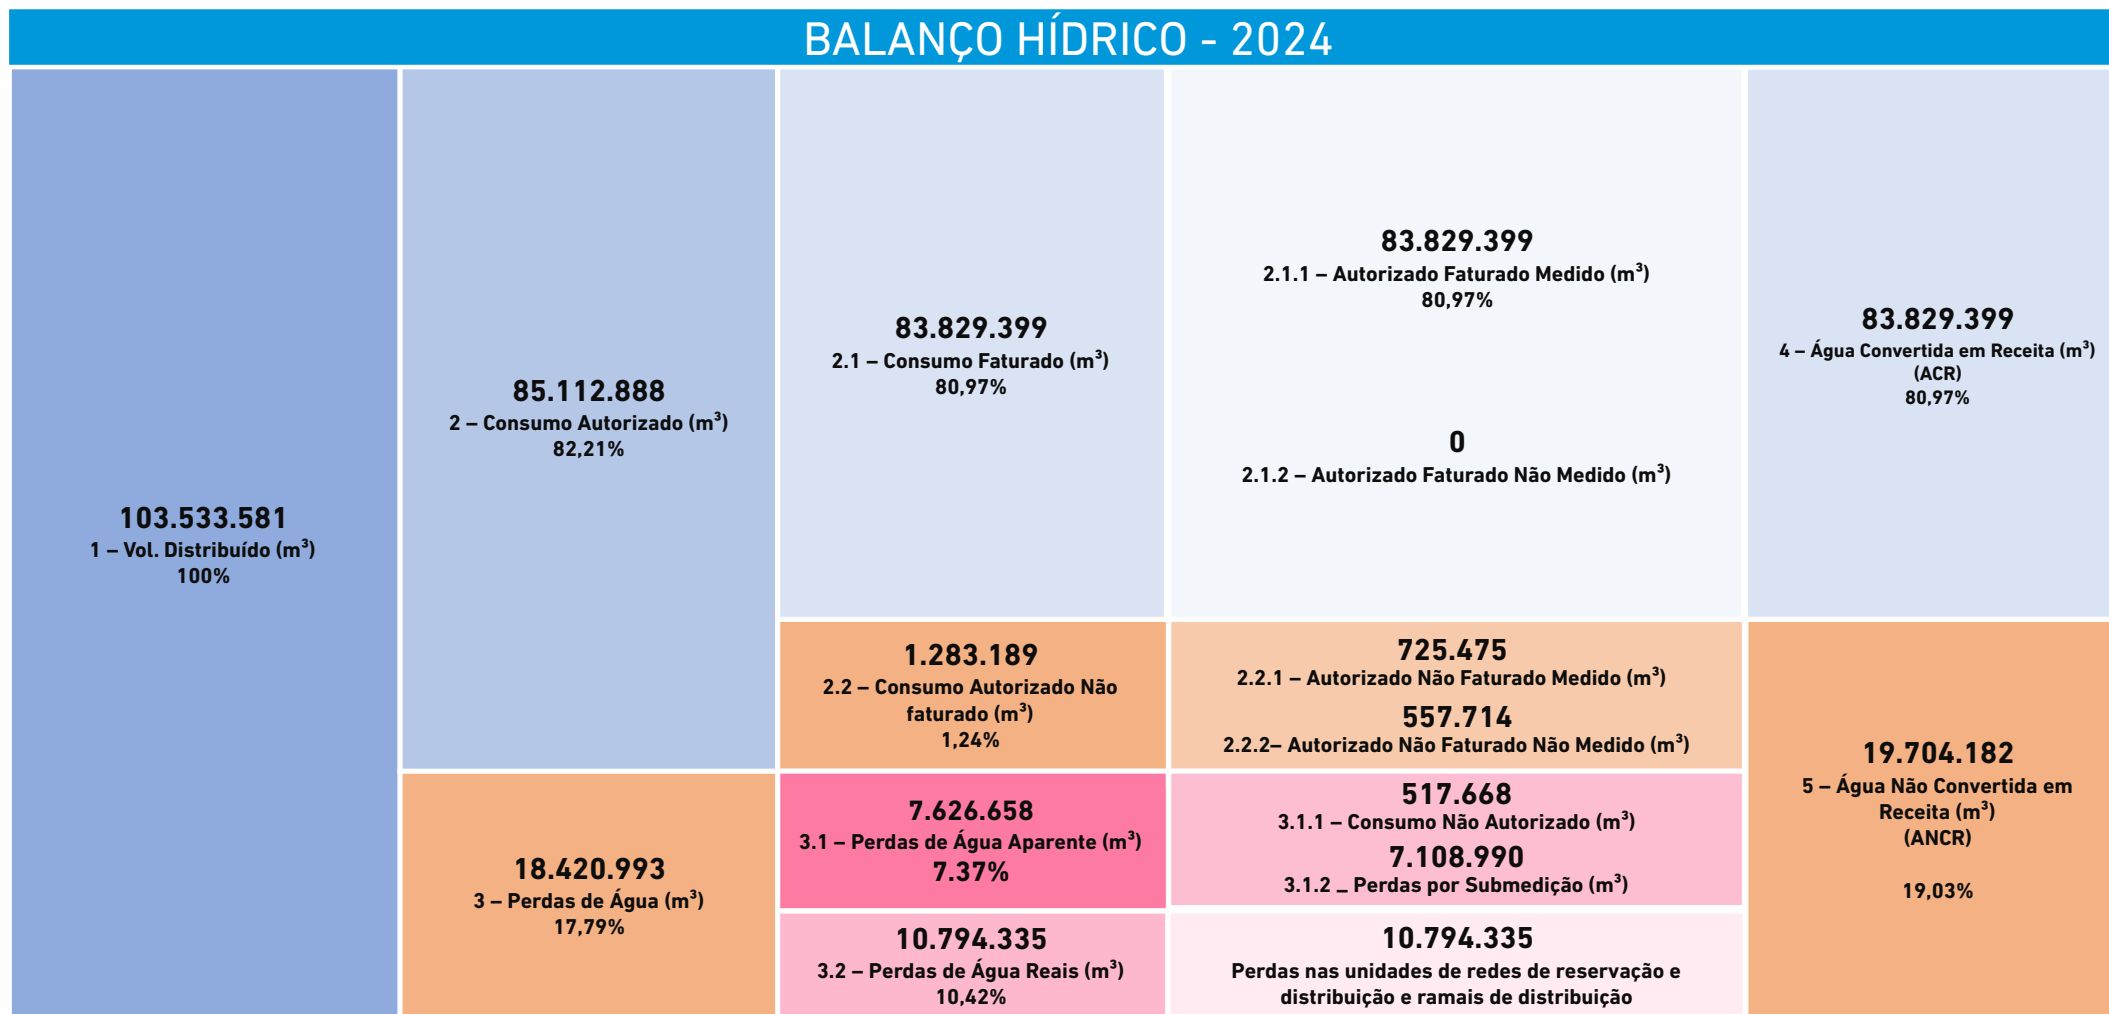 BALANÇO HÍDRICO - 2024
103.533.581
1 – Vol. Distribuído (m³)
100%
85.112.888
2 – Consumo Autorizado (m³)
82,21%
18.420.993
3 – Perdas de Água (m³)
17,79%
83.829.399
2.1 – Consumo Faturado (m³)
80,97%
1.283.189
2.2 – Consumo Autorizado Não
faturado (m³)
1,24%
7.626.658
3.1 – Perdas de Água Aparente (m³)
7.37%
10.794.335
3.2 – Perdas de Água Reais (m³)
10,42%
83.829.399
2.1.1 – Autorizado Faturado Medido (m³)
80,97%
0
2.1.2 – Autorizado Faturado Não Medido (m³)
725.475
2.2.1 – Autorizado Não Faturado Medido (m³)
557.714
2.2.2– Autorizado Não Faturado Não Medido (m³)
517.668
3.1.1 – Consumo Não Autorizado (m³)
7.108.990
3.1.2 _ Perdas por Submedição (m³)
10.794.335
Perdas nas unidades de redes de reservação e
distribuição e ramais de distribuição
83.829.399
4 – Água Convertida em Receita (m³)
(ACR)
80,97%
19.704.182
5 – Água Não Convertida em
Receita (m³)
(ANCR)
19,03%